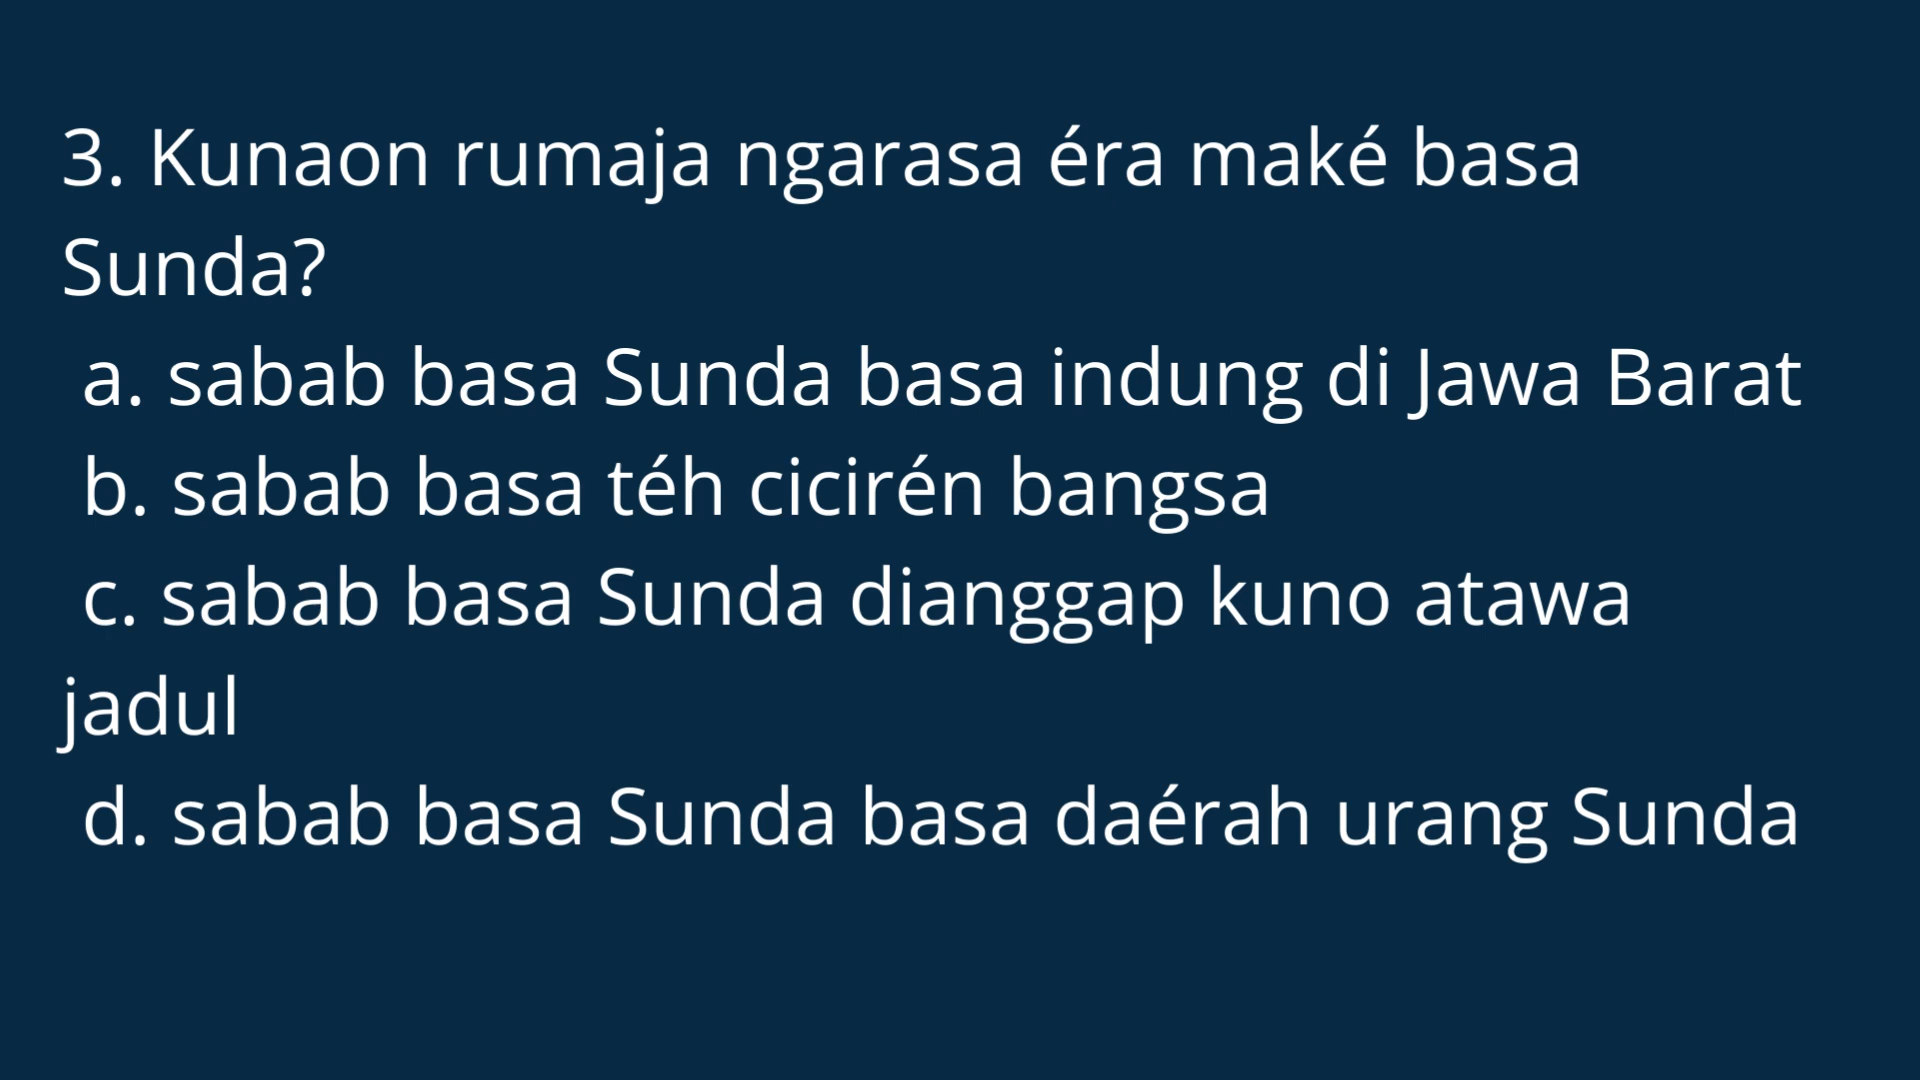 3. Kunaon rumaja ngarasa éra maké basa
Sunda?
a. sabab basa Sunda basa indung di Jawa Barat
b. sabab basa téh cicirén bangsa
c. sabab basa Sunda dianggap kuno atawa
jadul
d. sabab basa Sunda basa daérah urang Sunda